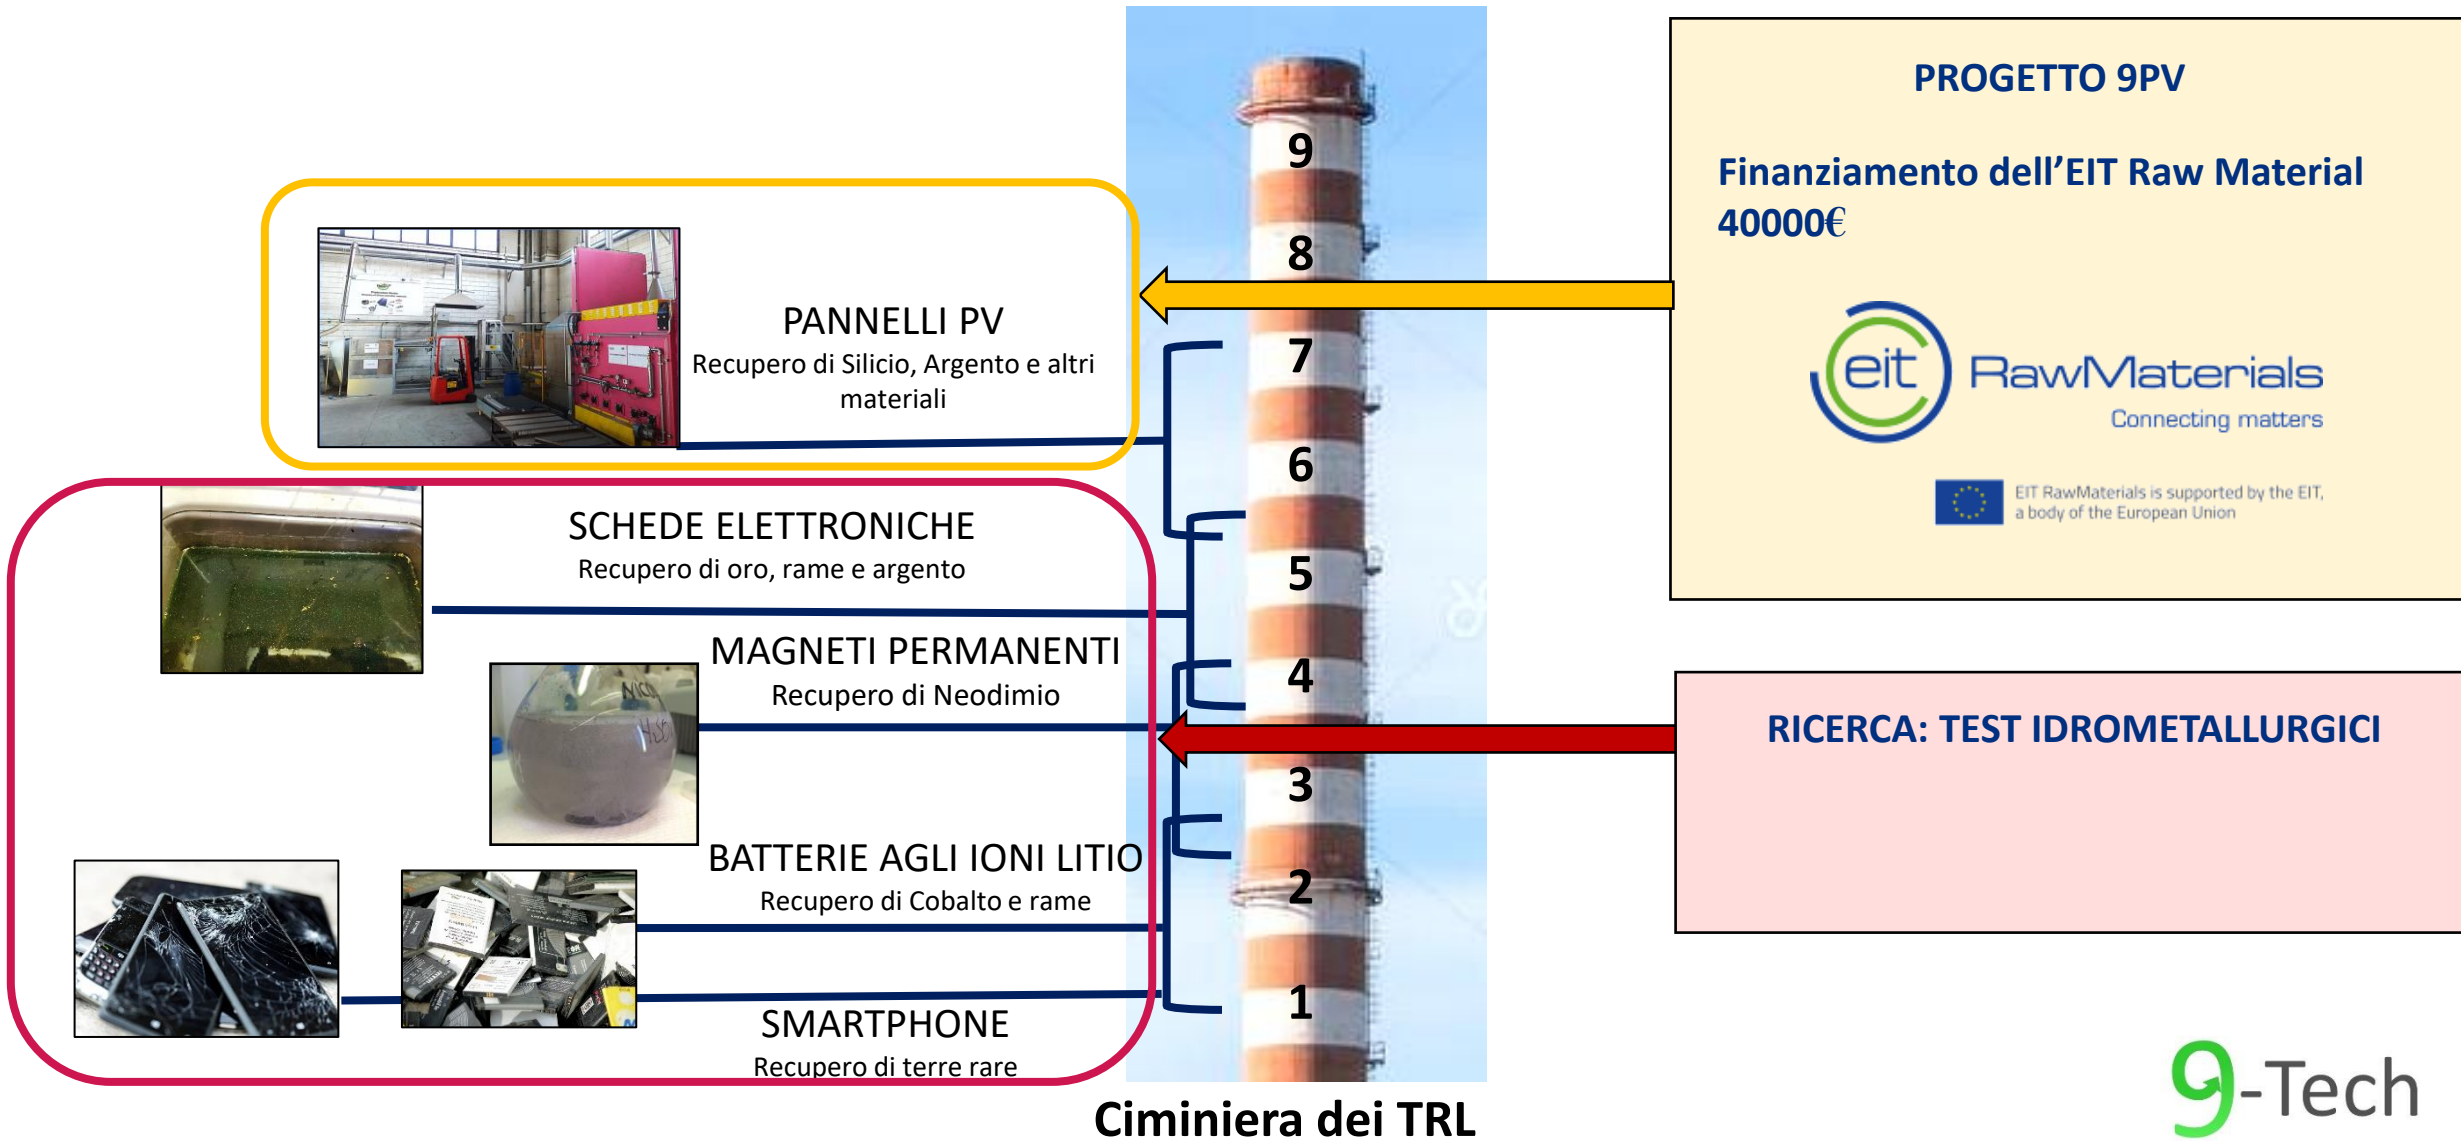 PROGETTO 9PV
Finanziamento dell’EIT Raw Material
40000€
eit RawMaterials
Connecting matters
EIT RawMaterials is supported by the EIT,
a body of the European Union
PANNELLI PV
Recupero di Silicio, Argento e altri
materiali
SCHEDE ELETTRONICHE
Recupero di oro, rame e argento
MAGNETI PERMANENTI
Recupero di Neodimio
BATTERIE AGLI IONI LITIO
Recupero di Cobalto e rame
SMARTPHONE
Recupero di terre rare
9
8
7
6
5
4
3
2
1
Ciminiera dei TRL
RICERCA: TEST IDROMETALLURGICI
9-Tech